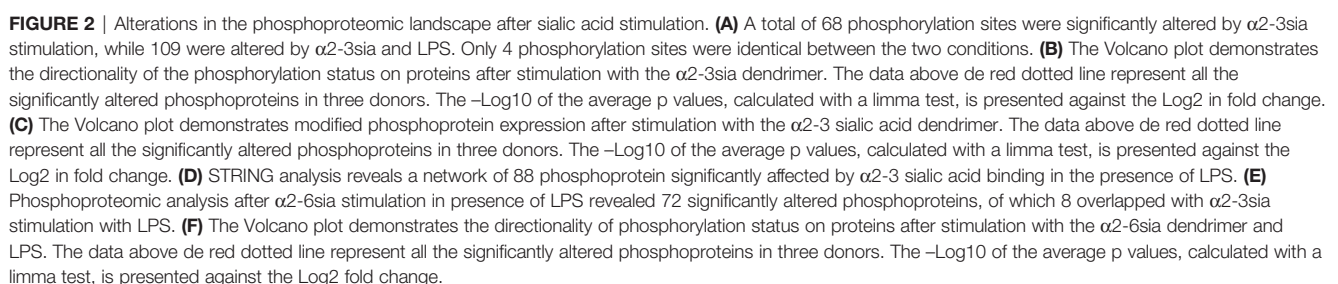 FIGURE 2 | Alterations in the phosphoproteomic landscape after sialic acid stimulation. (A) A total of 68 phosphorylation sites were significantly altered by α2-3sia
stimulation, while 109 were altered by α2-3sia and LPS. Only 4 phosphorylation sites were identical between the two conditions. (B) The Volcano plot demonstrates
the directionality of the phosphorylation status on proteins after stimulation with the α2-3sia dendrimer. The data above de red dotted line represent all the
significantly altered phosphoproteins in three donors. The –Log10 of the average p values, calculated with a limma test, is presented against the Log2 in fold change.
(C) The Volcano plot demonstrates modified phosphoprotein expression after stimulation with the α2-3 sialic acid dendrimer. The data above de red dotted line
represent all the significantly altered phosphoproteins in three donors. The –Log10 of the average p values, calculated with a limma test, is presented against the
Log2 in fold change. (D) STRING analysis reveals a network of 88 phosphoprotein significantly affected by α2-3 sialic acid binding in the presence of LPS. (E)
Phosphoproteomic analysis after α2-6sia stimulation in presence of LPS revealed 72 significantly altered phosphoproteins, of which 8 overlapped with α2-3sia
stimulation with LPS. (F) The Volcano plot demonstrates the directionality of phosphorylation status on proteins after stimulation with the α2-6sia dendrimer and
LPS. The data above de red dotted line represent all the significantly altered phosphoproteins in three donors. The –Log10 of the average p values, calculated with a
limma test, is presented against the Log2 fold change.